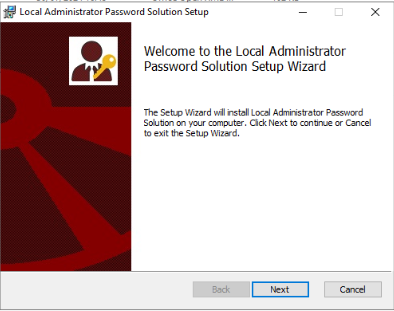 Local Administrator Password Solution Setup
Welcome to the Local Administrator
Password Solution Setup Wizard
The Setup Wizard will install Local Administrator Password
Solution on your computer. Click Next to continue or Cancel
to exit the Setup Wizard.
Back
Next
Cancel